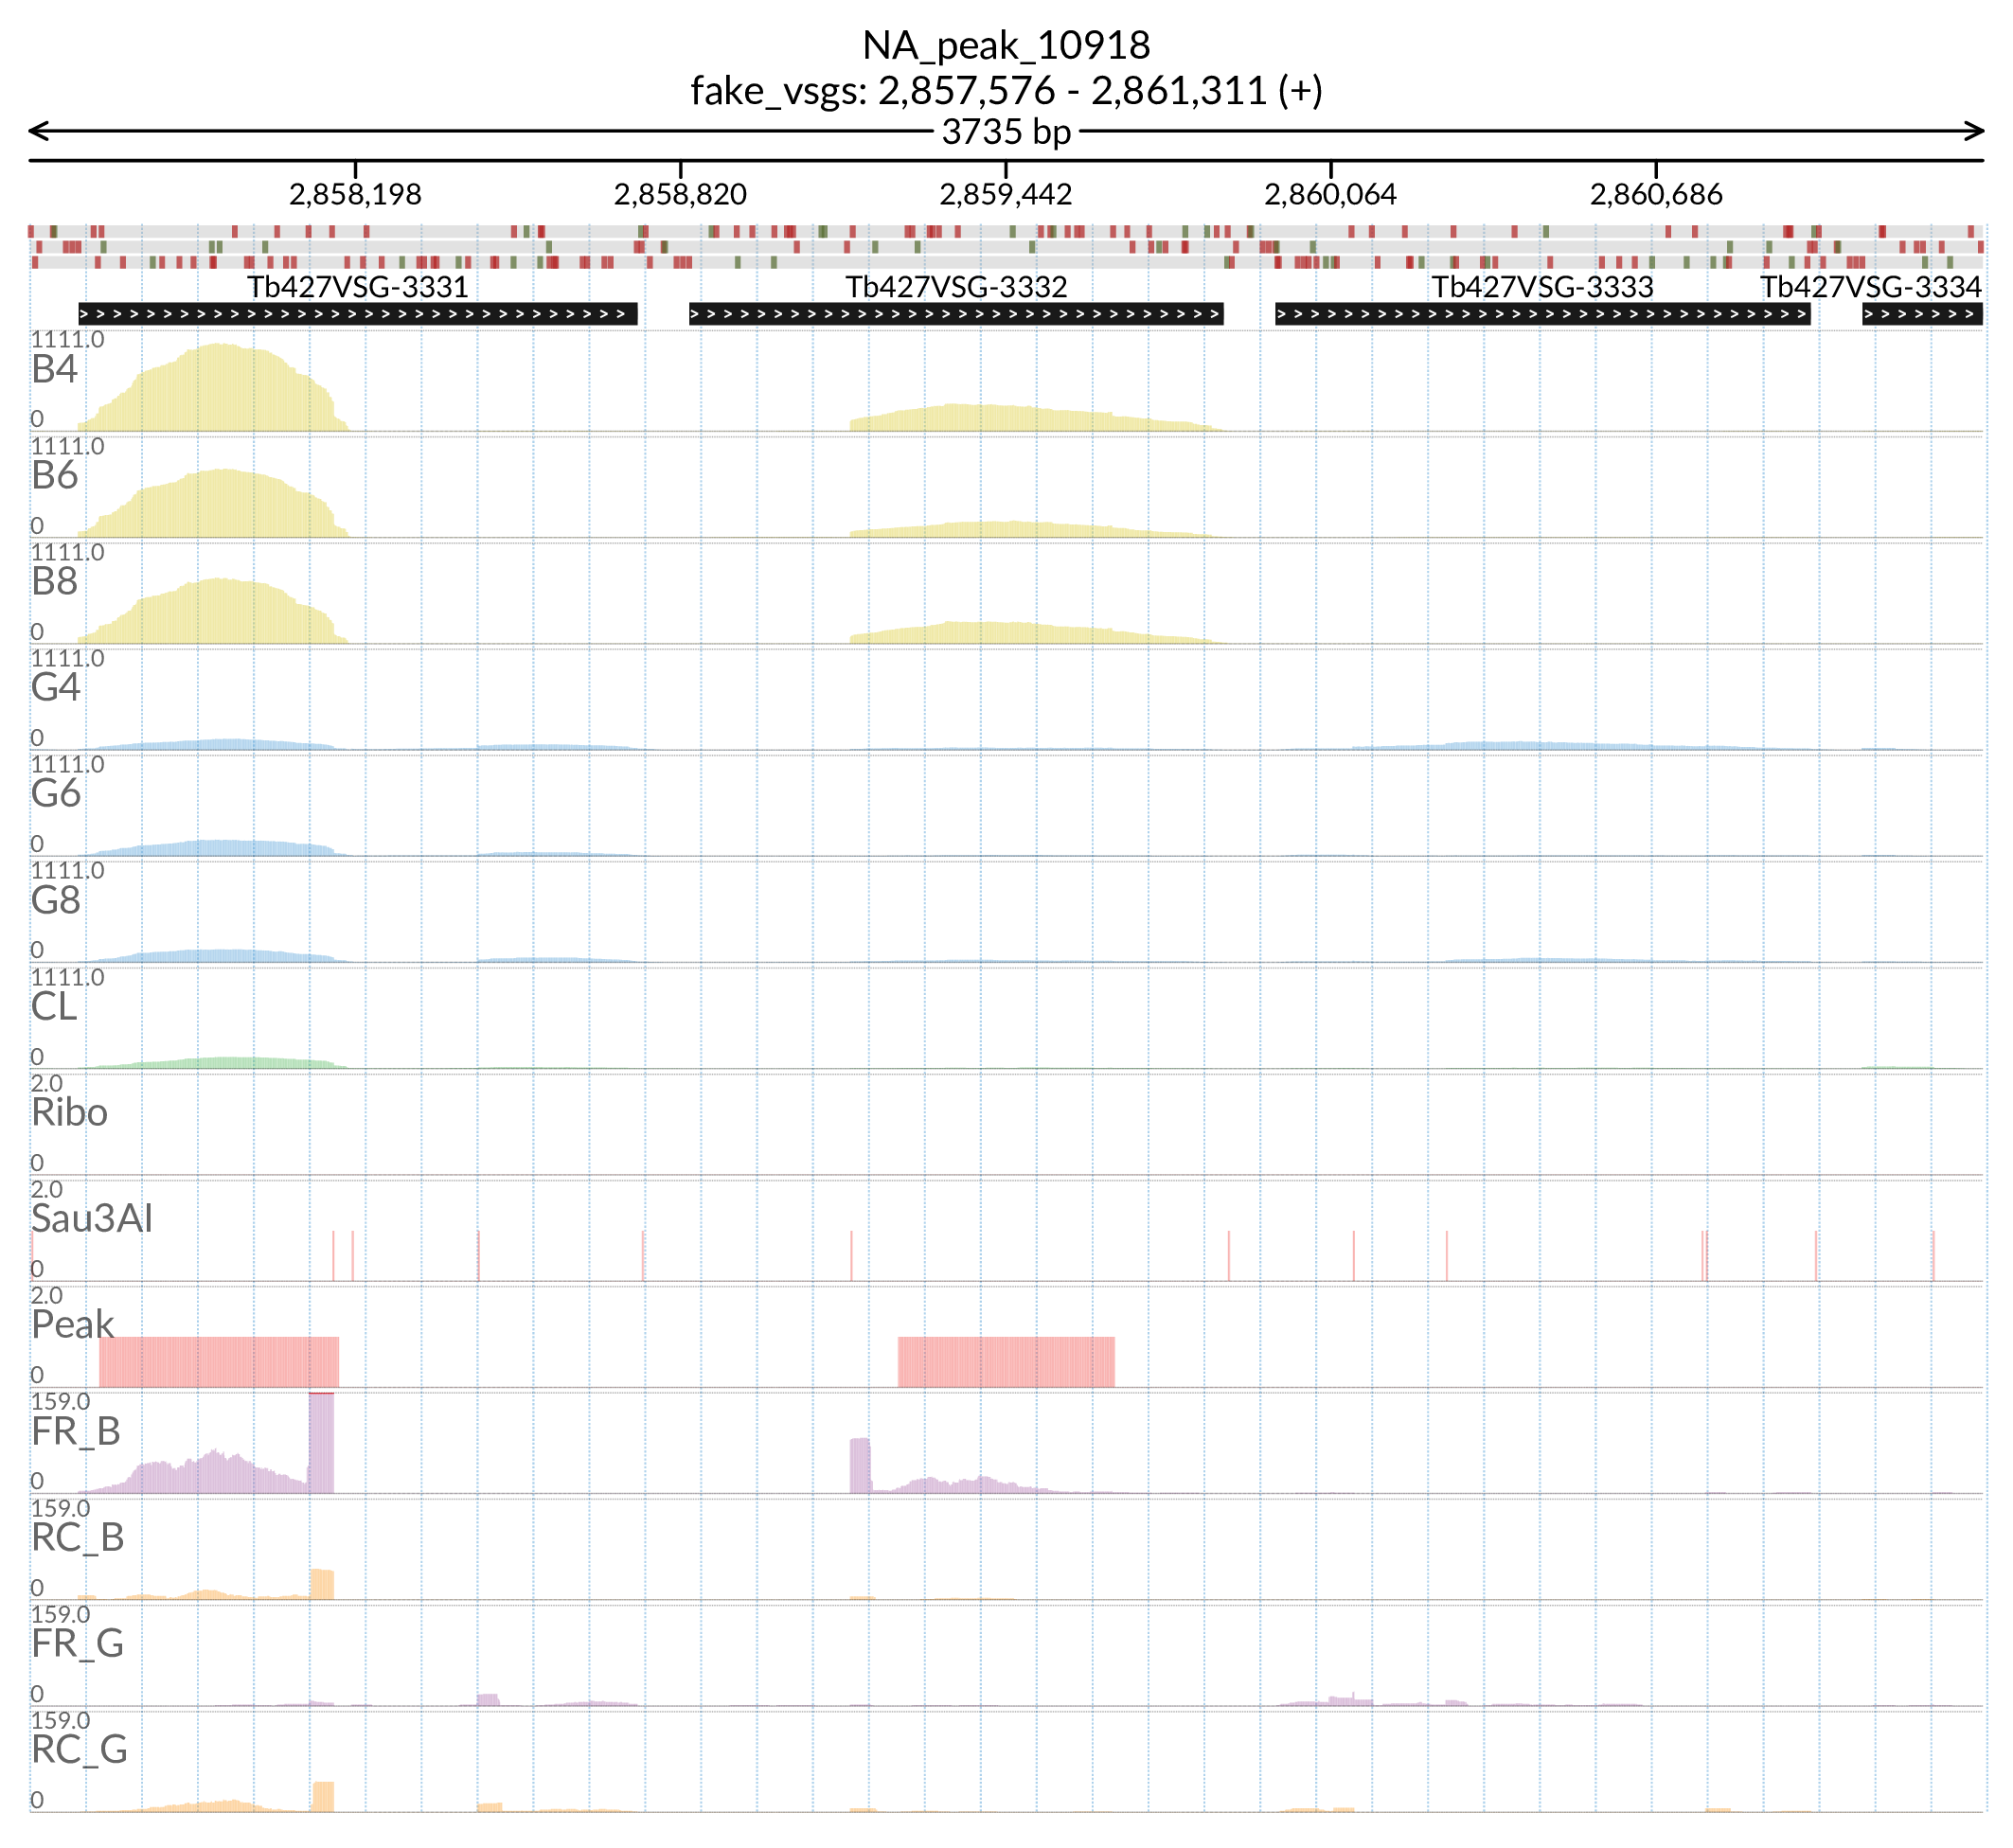 NA_peak_10918
fake_vsgs: 2,857,576 - 2,861,311 (+)
3735 bp
2,858,198 2,858,820 2,859,442 2,860,064 2,860,686
Tb427VSG-3331 Tb427VSG-3332 Tb427VSG-3333 Tb427VSG-3334
1111.0
B4
0
1111.0
B6
0
1111.0
B8
0
1111.0
G4
0
1111.0
G6
0
1111.0
G8
0
1111.0
CL
0
2.0
Ribo
0
2.0
Sau3AI
0
2.0
Peak
0
159.0
FR_B
0
159.0
RC_B
0
159.0
FR_G
0
159.0
RC_G
0